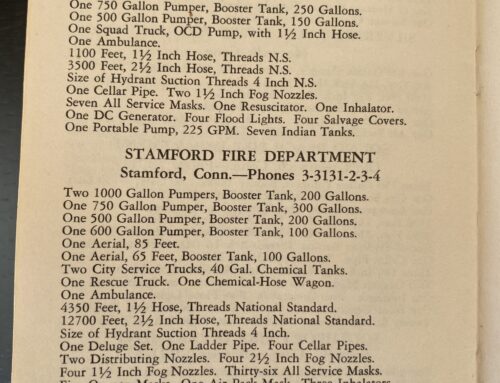 One 750 Gallon Pumper, Booster Tank, 250 Gallons.
One 500 Gallon Pumper, Booster Tank, 150 Gallons.
One Squad Truck, OCD Pump, with 1½ Inch Hose.
One Ambulance.
1100 Feet, 1½ Inch Hose, Threads N.S.
3500 Feet, 2½ Inch Hose, Threads N.S.
Size of Hydrant Suction Threads 4 Inch N.S.
One Cellar Pipe. Two 1½ Inch Fog Nozzles.
Seven All Service Masks. One Resuscitator. One Inhalator.
One DC Generator. Four Flood Lights. Four Salvage Covers.
One Portable Pump, 225 GPM. Seven Indian Tanks.
STAMFORD FIRE DEPARTMENT
Stamford, Conn.—Phones 3-3131-2-3-4
Two 1000 Gallon Pumpers, Booster Tank, 200 Gallons.
One 750 Gallon Pumper, Booster Tank, 300 Gallons.
One 500 Gallon Pumper, Booster Tank, 200 Gallons.
One 600 Gallon Pumper, Booster Tank, 100 Gallons.
One Aerial, 85 Feet.
One Aerial, 65 Feet, Booster Tank, 100 Gallons.
Two City Service Trucks, 40 Gal. Chemical Tanks.
One Rescue Truck. One Chemical-Hose Wagon.
One Ambulance.
4350 Feet, 1½ Hose, Threads National Standard.
12700 Feet, 2½ Inch Hose, Threads National Standard.
Size of Hydrant Suction Threads 4 Inch.
One Deluge Set. One Ladder Pipe. Four Cellar Pipes.
Two Distributing Nozzles. Four 2½ Inch Fog Nozzles.
Four 1½ Inch Fog Nozzles. Thirty-six All Service Masks.